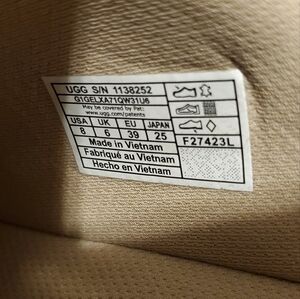 UGG S/N 1138252
G1GELXA71QW31U6
May be covered by Pat:
www.ugg.com/patents
USA UK EU JAPAN
8 6 39 25
Made in Vietnam
Fabriqué au Vietnam
Hecho en Vietnam
F27423L